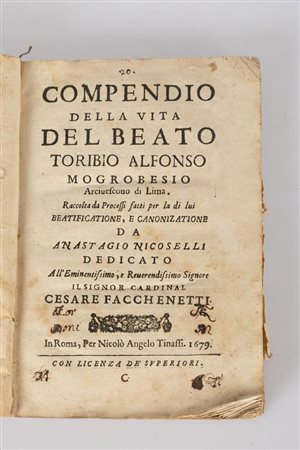 20.
COMPENDIO
DELLA VITA
DEL BEATO
TORIBIO ALFONSO
MOGROBESIO
Arciuescouo di Lima.
Raccolta da Processi fatti per la di lui
BEATIFICATIONE, E CANONIZATIONE
DA
ANASTAGIO NICOSELLI
DEDICATO
All'Eminentissimo, e Reuerendissimo Signore
IL SIGNOR CARDINAL
CESARE FACCHENETTI.
In Roma, Per Nicolò Angelo Tinassi. 1679.
CON LICENZA DE' SVPERIORI.
M C